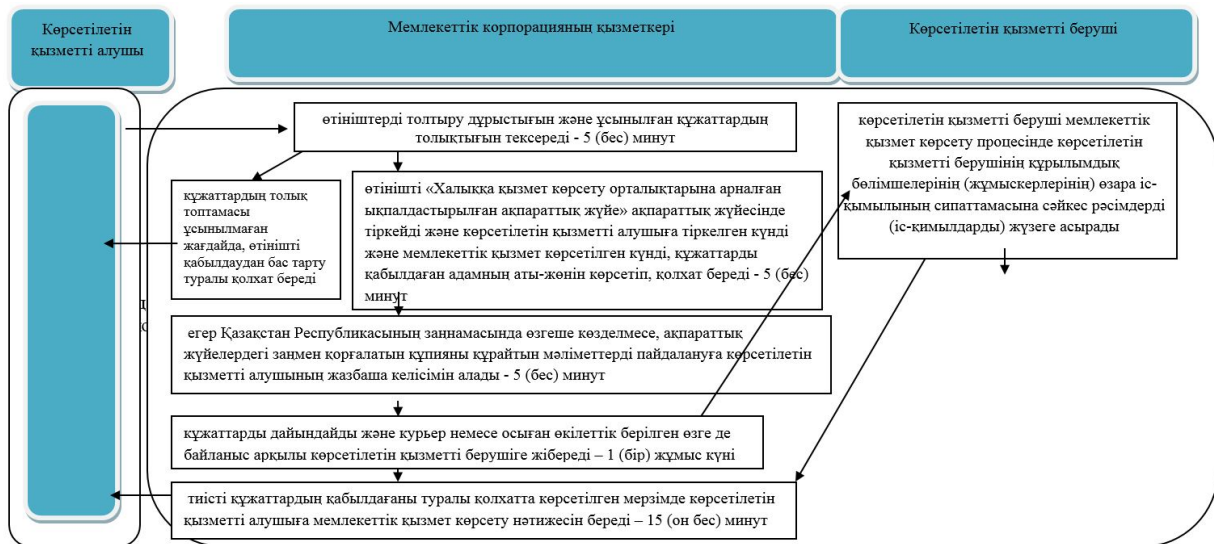 Көрсетілетін
қызметті алушы
Мемлекеттік корпорацияның қызметкері
Көрсетілетін қызметті беруші
өтініштерді толтыру дұрыстығын және ұсынылған құжаттардың
толықтығын тексереді - 5 (бес) минут
құжаттардың толық
топтамасы
ұсынылмаған
жағдайда, өтінішті
қабылдаудан бас тарту
туралы қолхат береді
өтінішті «Халыққа қызмет көрсету орталықтарына арналған
ықпалдастырылған ақпараттық жүйе» ақпараттық жүйесінде
тіркейді және көрсетілетін қызметті алушыға тіркелген күнді
және мемлекеттік қызмет көрсетілген күнді, құжаттарды
қабылдаған адамның аты-жөнін көрсетіп, қолхат береді - 5 (бес)
минут
егер Қазақстан Республикасының заңнамасында өзгеше көзделмесе, ақпараттық
жүйелердегі заңмен қорғалатын құпияны құрайтын мәліметтерді пайдалануға көрсетілетін
қызметті алушының жазбаша келісімін алады - 5 (бес) минут
құжаттарды дайындайды және курьер немесе осыған өкілеттік берілген өзге де
байланыс арқылы көрсетілетін қызметті берушіге жібереді – 1 (бір) жұмыс күні
тиісті құжаттардың қабылдағаны туралы қолхатта көрсетілген мерзімде көрсетілетін
қызметті алушыға мемлекеттік қызмет көрсету нәтижесін береді – 15 (он бес) минут
көрсетілетін қызметті беруші мемлекеттік
қызмет көрсету процесінде көрсетілетін
қызметті берушінің құрылымдық
бөлімшелерінің (жұмыскерлерінің) өзара іс-
қымылының сипаттамасына сәйкес рәсімдерді
(іс-қимылдарды) жүзеге асырады